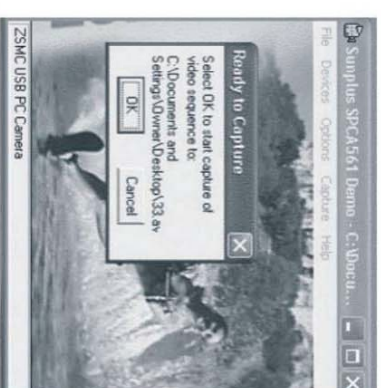 Sunplus SPCA561 Demo - C:\Docu...
File Devices Options Capture Help
Ready to Capture
Select OK to start capture of
video sequence to:
C:\Documents and
Settings\Owner\Desktop\33.av
OK
Cancel
ZSMC USB PC Camera